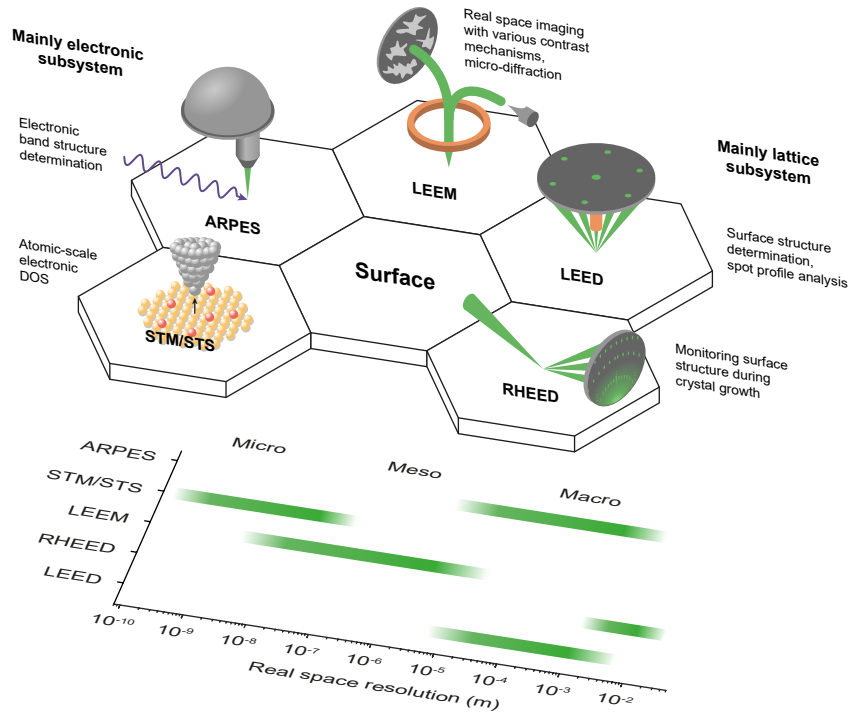 Mainly electronic
subsystem
Real space imaging
with various contrast
mechanisms,
micro-diffraction
Electronic
band structure
determination
Mainly lattice
subsystem
LEEM
ARPES
Atomic-scale
electronic
DOS
Surface
LEED
Surface structure
determination,
spot profile analysis
STM/STS
RHEED
Monitoring surface
structure during
crystal growth
ARPES
STM/STS
LEEM
RHEED
LEED
Micro
Meso
Macro
10⁻¹⁰
10⁻⁹
10⁻⁸
10⁻⁷
10⁻⁶
10⁻⁵
10⁻⁴
10⁻³
10⁻²
Real space resolution (m)